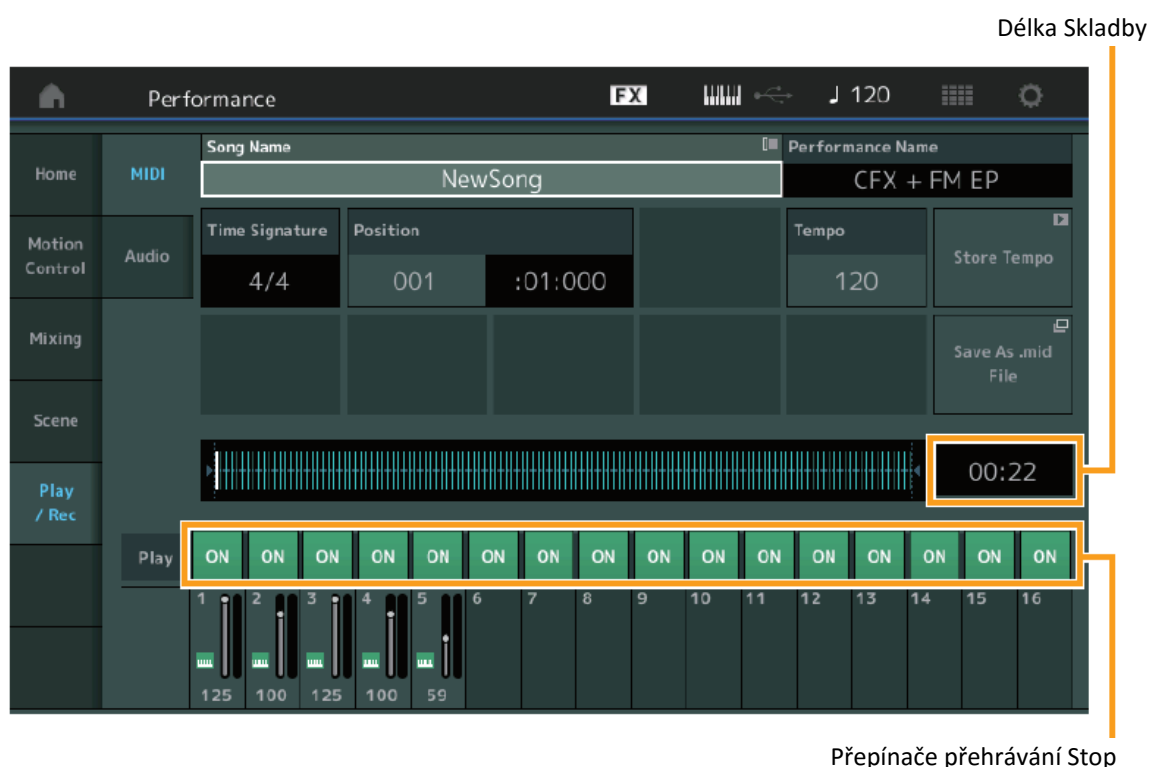 Délka Skladby
Performance FX 120
Home
MIDI
Song Name
NewSong
Performance Name
CFX + FM EP
Motion
Control
Audio
Time Signature
4/4
Position
001 :01:000
Tempo
120
Store Tempo
Mixing
Save As .mid
File
Scene
00:22
Play
/ Rec
Play ON ON ON ON ON ON ON ON ON ON ON ON ON ON ON ON
1 2 3 4 5 6 7 8 9 10 11 12 13 14 15 16
125 100 125 100 59
Přepínače přehrávání Stop